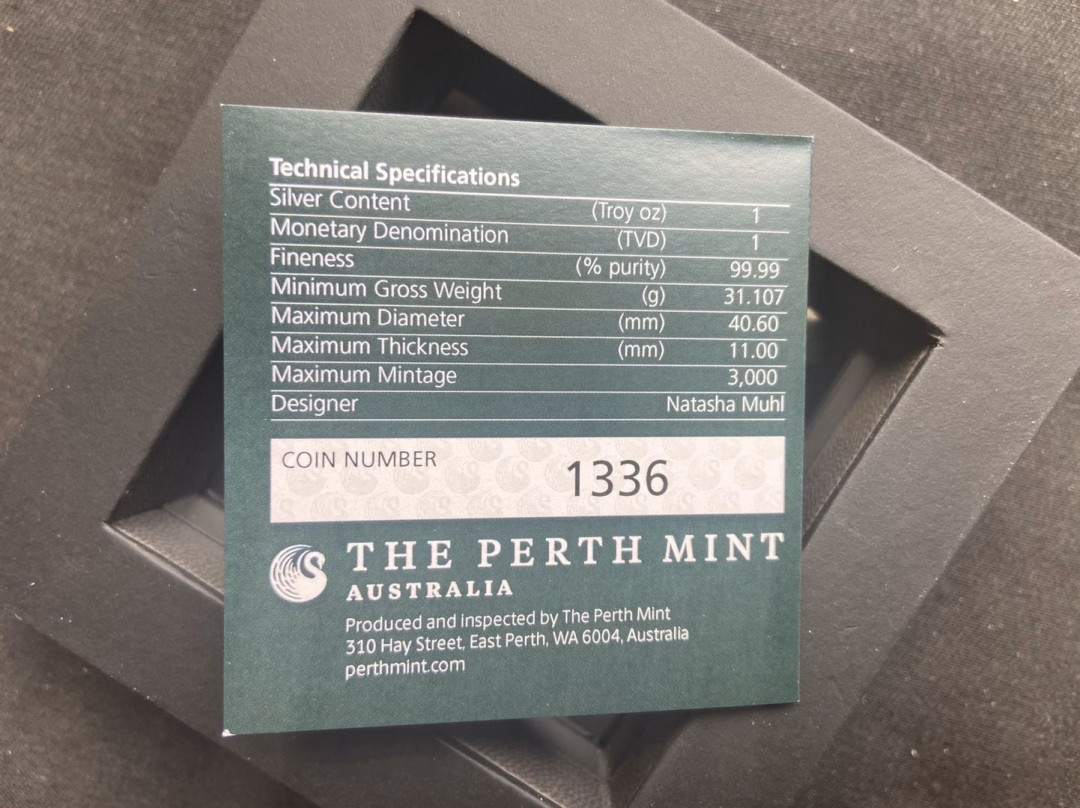 Technical Specifications
Silver Content (Troy oz) 1
Monetary Denomination (TVD) 1
Fineness (% purity) 99.99
Minimum Gross Weight (g) 31.107
Maximum Diameter (mm) 40.60
Maximum Thickness (mm) 11.00
Maximum Mintage 3,000
Designer Natasha Muhl
COIN NUMBER 1336
THE PERTH MINT
AUSTRALIA
Produced and inspected by The Perth Mint
310 Hay Street, East Perth, WA 6004, Australia
perthmint.com